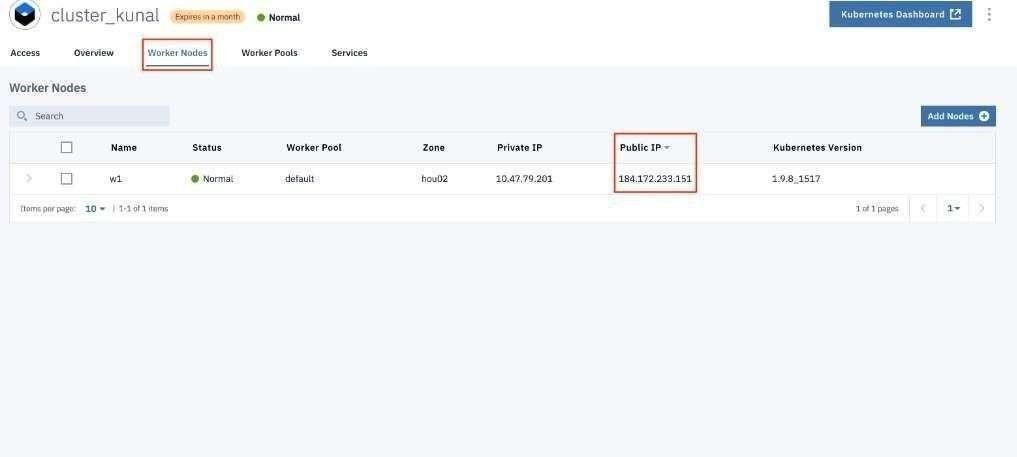 cluster_kunal Expires in a month Normal Kubernetes Dashboard
Access Overview Worker Nodes Worker Pools Services
Worker Nodes
Search Add Nodes
Name Status Worker Pool Zone Private IP Public IP Kubernetes Version
w1 Normal default hou02 10.47.79.201 184.172.233.151 1.9.8_1517
Items per page: 10 | 1-1 of 1 items 1 of 1 pages 1